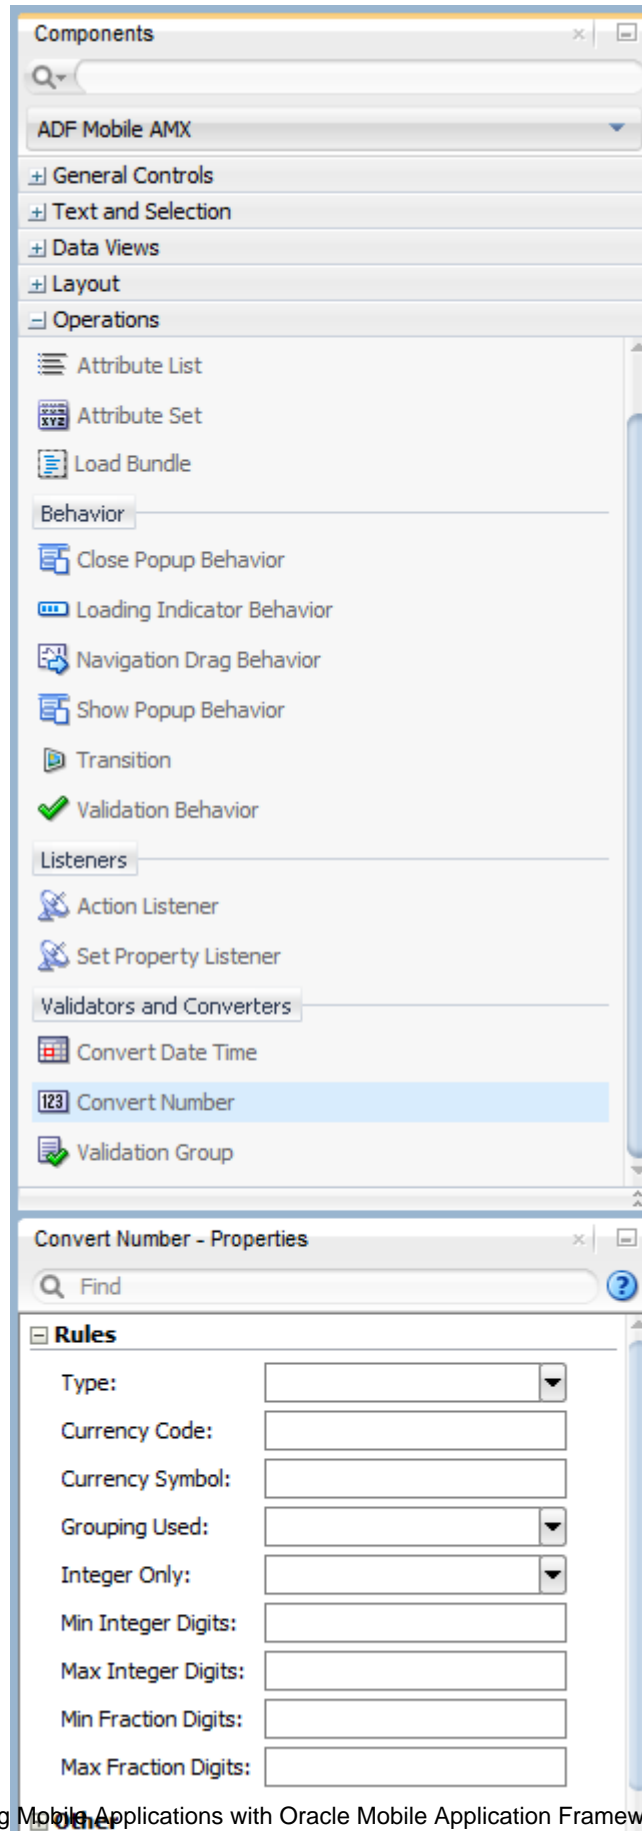 Components
ADF Mobile AMX
General Controls
Text and Selection
Data Views
Layout
Operations
Attribute List
Attribute Set
Load Bundle
Behavior
Close Popup Behavior
Loading Indicator Behavior
Navigation Drag Behavior
Show Popup Behavior
Transition
Validation Behavior
Listeners
Action Listener
Set Property Listener
Validators and Converters
Convert Date Time
Convert Number
Validation Group
Convert Number - Properties
Find
Rules
Type:
Currency Code:
Currency Symbol:
Grouping Used:
Integer Only:
Min Integer Digits:
Max Integer Digits:
Min Fraction Digits:
Max Fraction Digits:
Other
g Mobile Applications with Oracle Mobile Application Framew